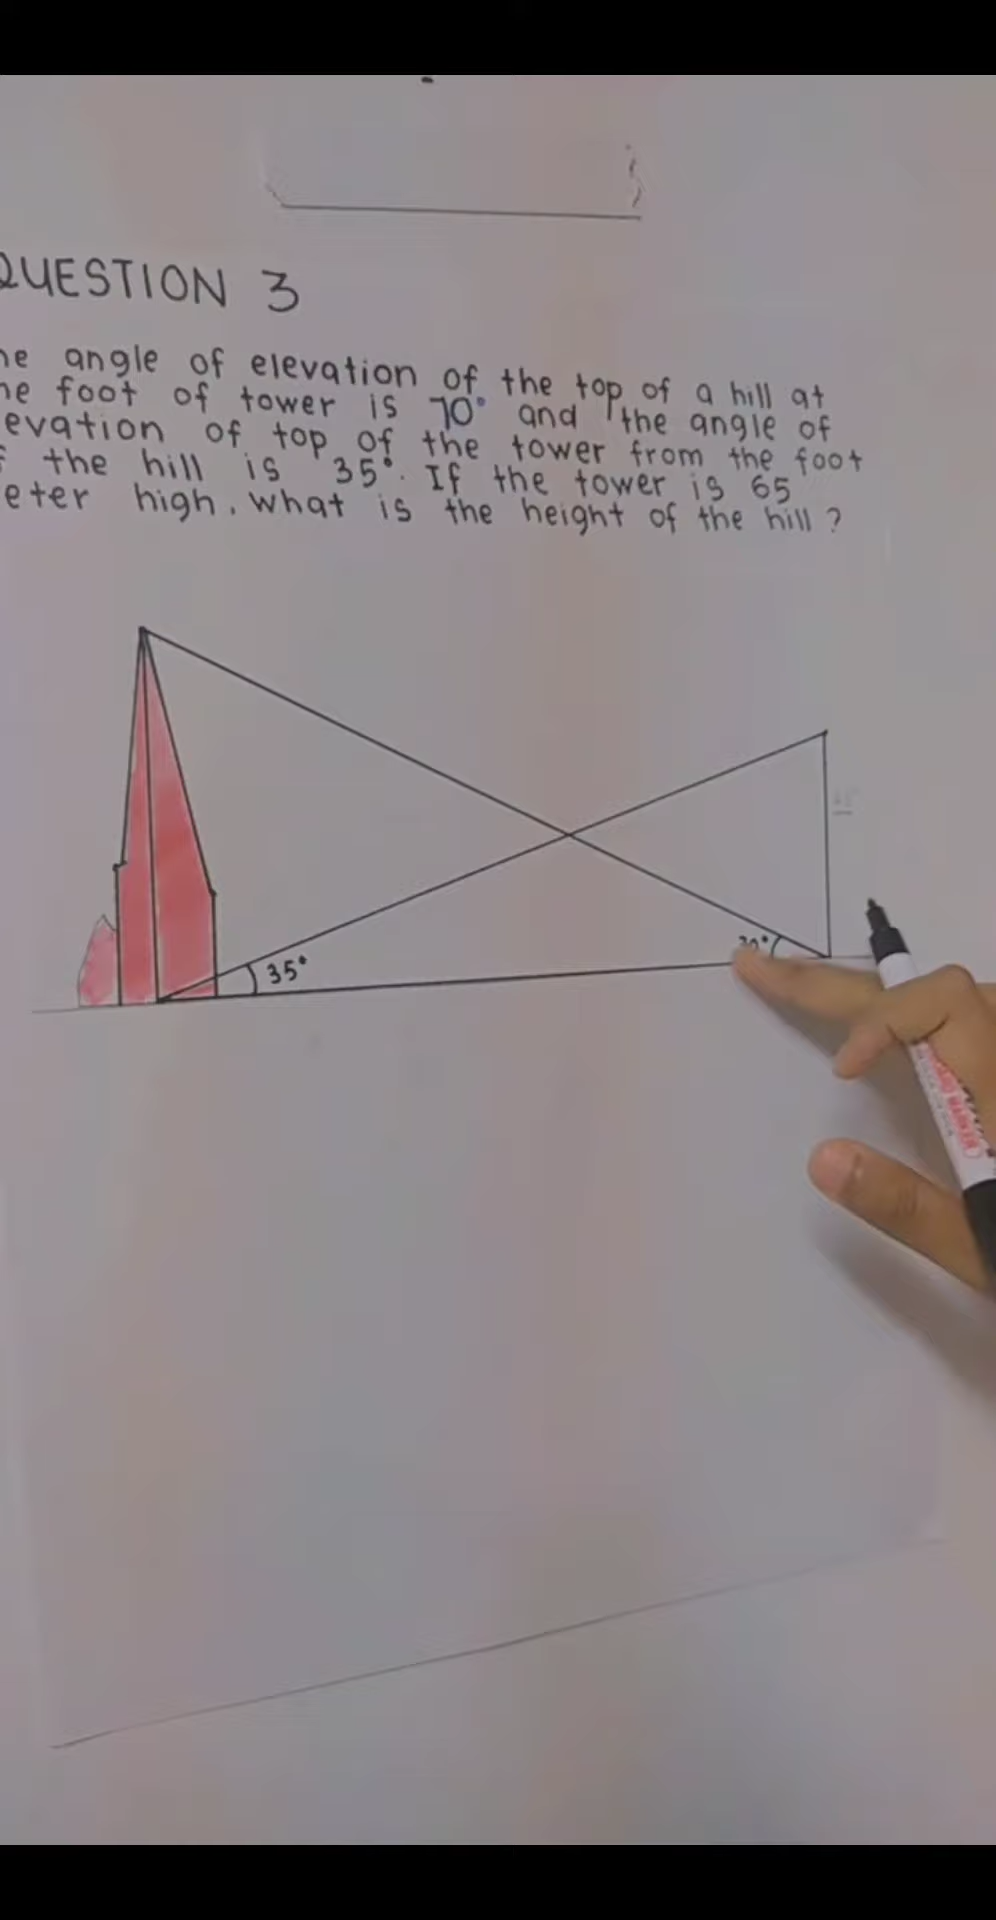 QUESTION 3
he angle of elevation of the top of a hill at
he foot of tower is 70° and the angle of
evation of top of the tower from the foot
the hill is 35°. If the tower is 65
eter high. what is the height of the hill?
35°